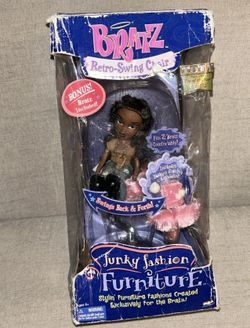 BRATZ
Retro-Swing Chair
BONUS!
Bratz
Included!
Fits 2 Bratz
Comfortably!
Includes
Swings Back & Forth!
Funky Fashion
Furniture
Stylin' furniture fashions created
Exclusively for the Bratz!